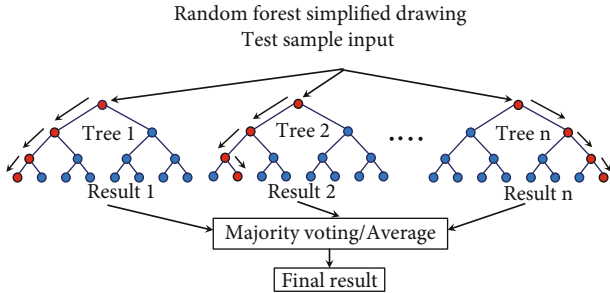 Random forest simplified drawing
Test sample input
Tree 1
Tree 2
....
Tree n
Result 1
Result 2
Result n
Majority voting/Average
Final result